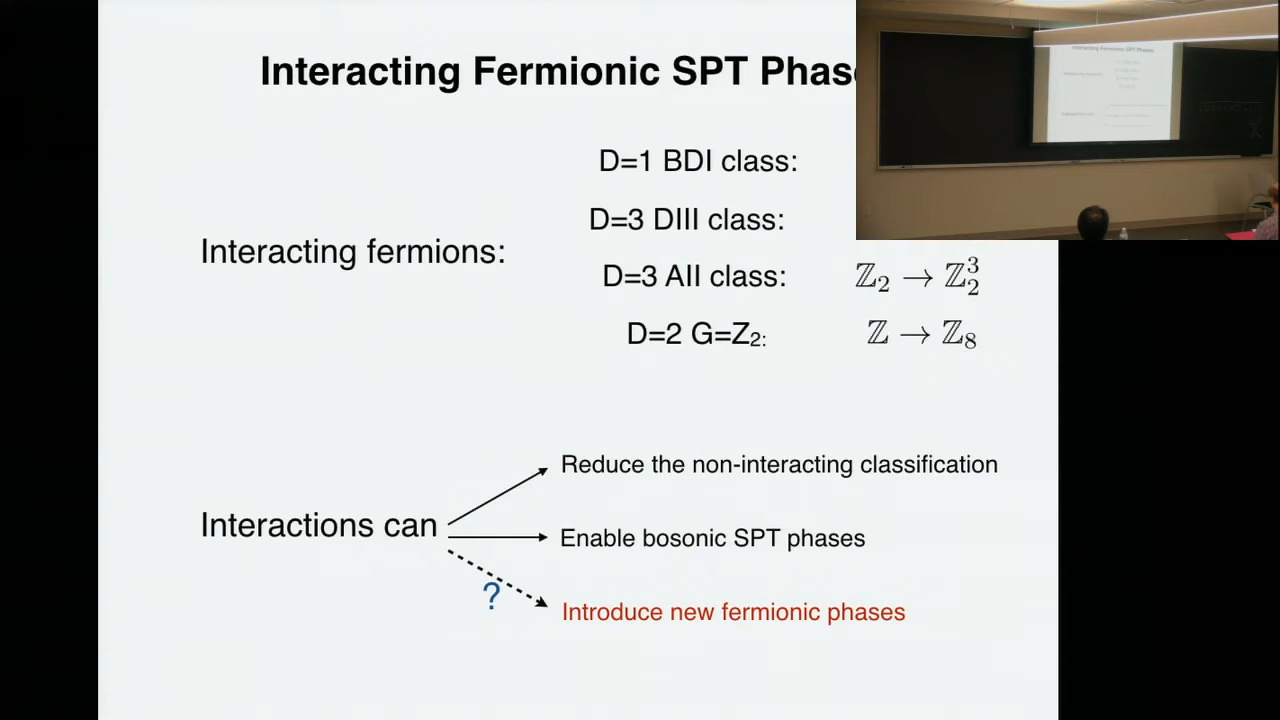 Interacting Fermionic SPT Phas
D=1 BDI class:
D=3 DIII class:
Interacting fermions:
D=3 AII class: ℤ₂ → ℤ₂³
D=2 G=Z₂: ℤ → ℤ₈
Reduce the non-interacting classification
Interactions can
Enable bosonic SPT phases
?
Introduce new fermionic phases